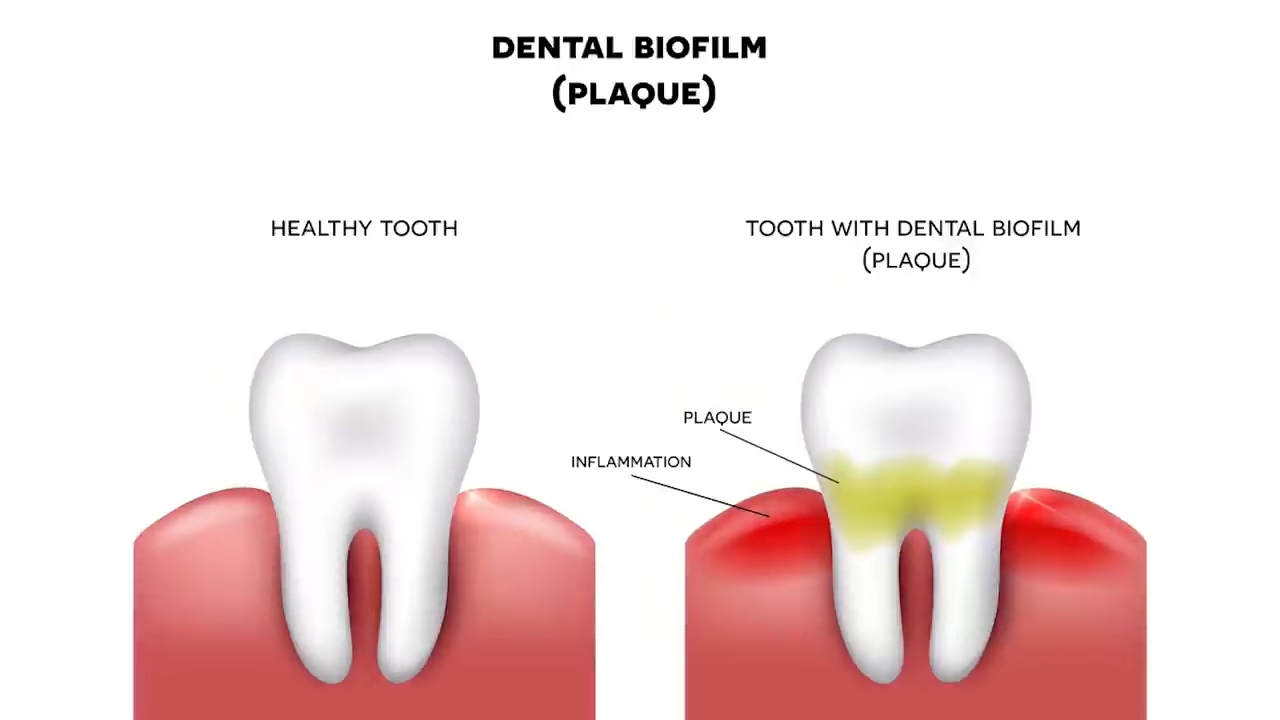 DENTAL BIOFILM
(PLAQUE)
HEALTHY TOOTH
TOOTH WITH DENTAL BIOFILM
(PLAQUE)
PLAQUE
INFLAMMATION